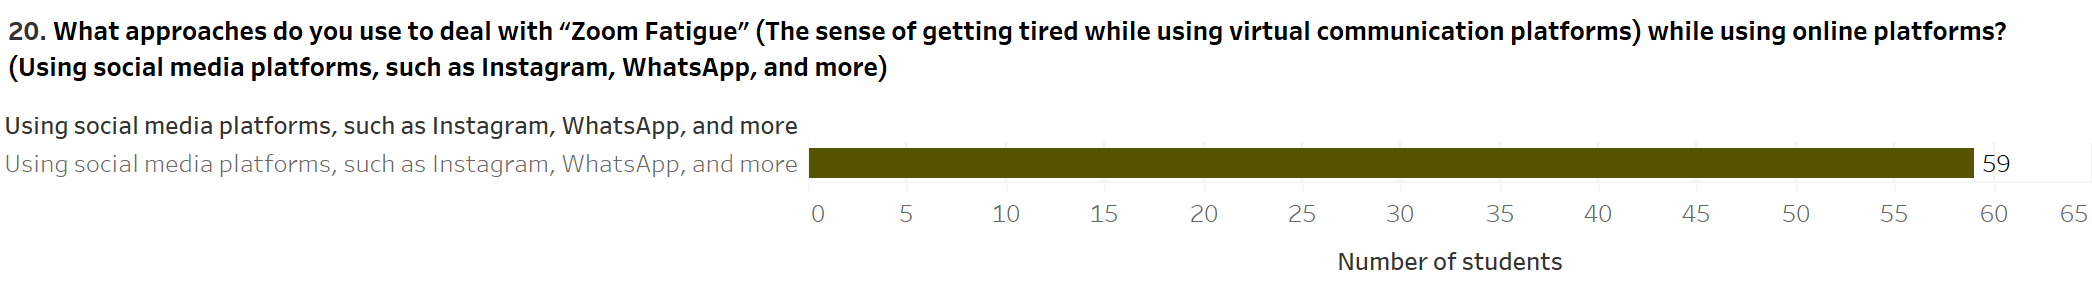 20. What approaches do you use to deal with “Zoom Fatigue” (The sense of getting tired while using virtual communication platforms) while using online platforms?
(Using social media platforms, such as Instagram, WhatsApp, and more)
Using social media platforms, such as Instagram, WhatsApp, and more
Using social media platforms, such as Instagram, WhatsApp, and more 59
0 5 10 15 20 25 30 35 40 45 50 55 60 65
Number of students